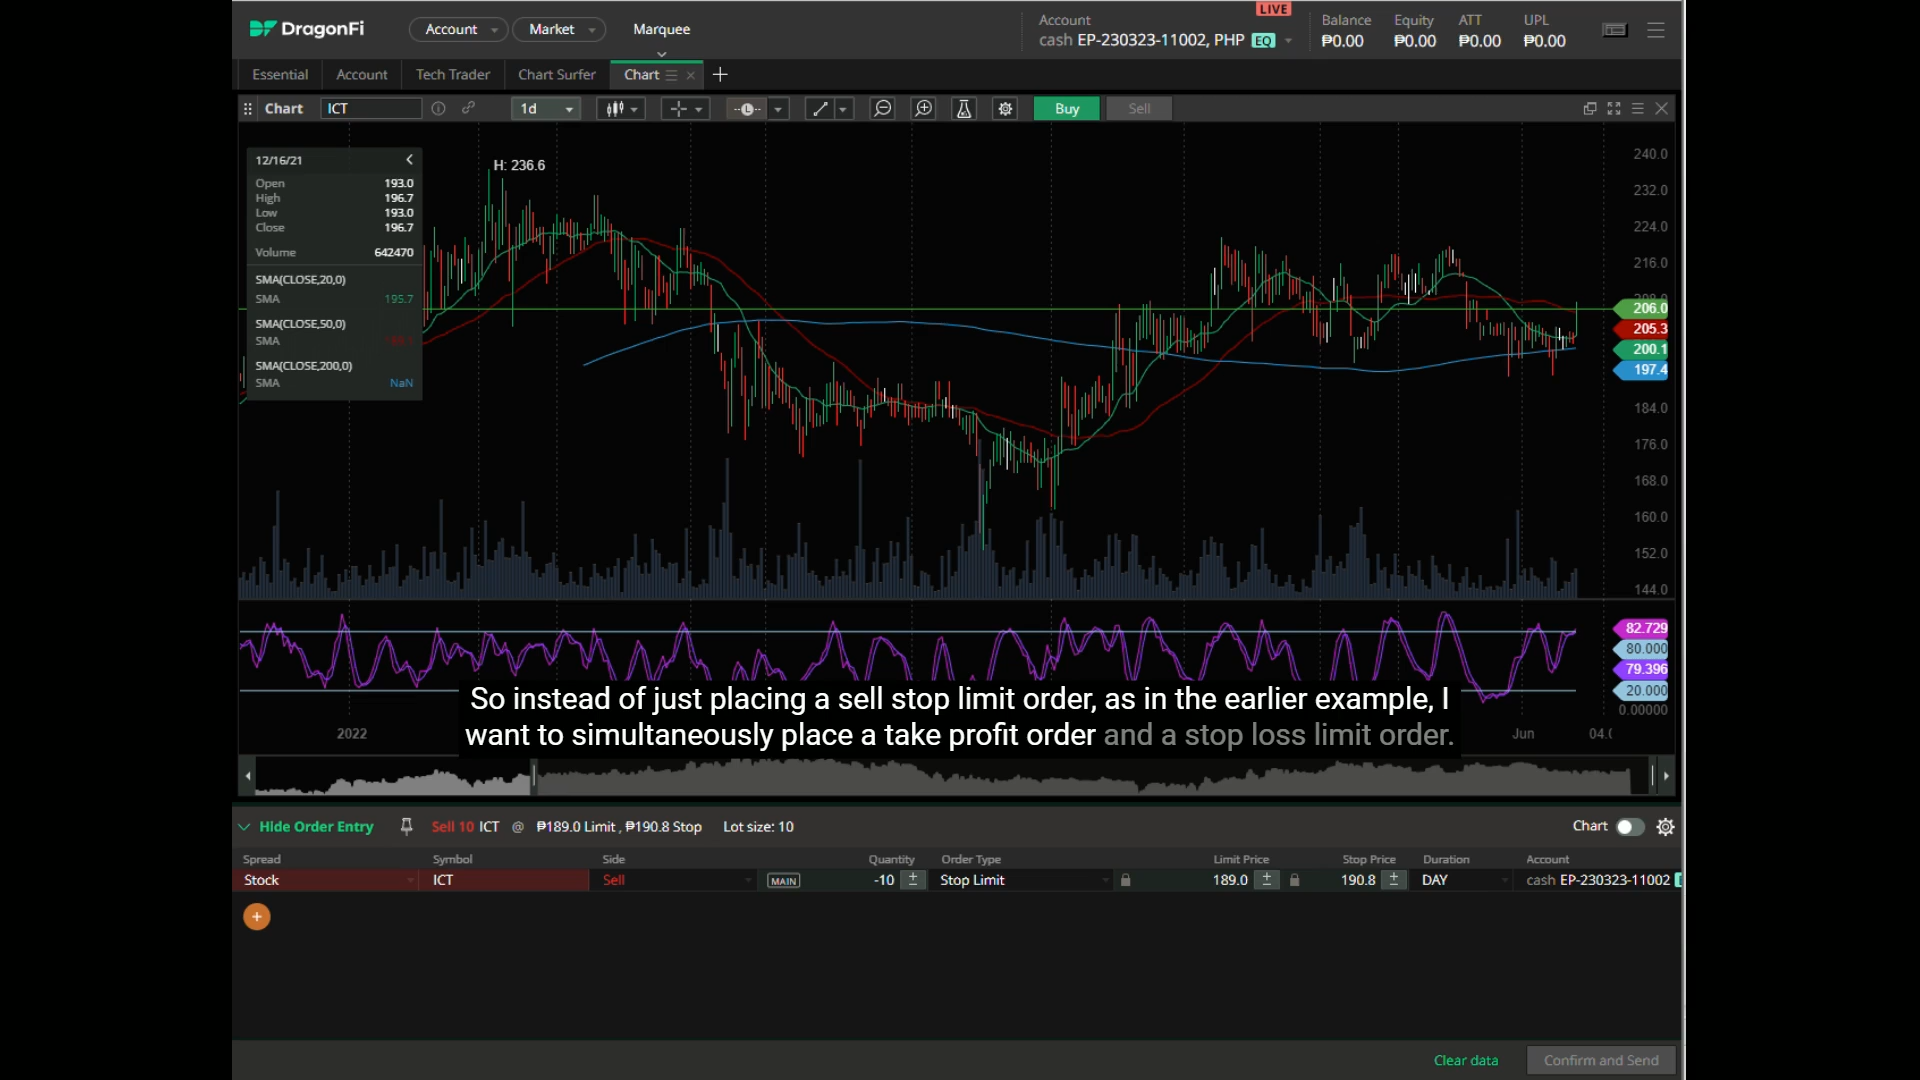 DragonFi
Account
Market
Marquee
Account
LIVE
cash EP-230323-11002, PHP EQ
Balance
₱0.00
Equity
₱0.00
ATT
₱0.00
UPL
₱0.00
Essential
Account
Tech Trader
Chart Surfer
Chart
Chart
ICT
1d
L
Buy
Sell
12/16/21
Open 193.0
High 196.7
Low 193.0
Close 196.7
Volume 642470
SMA(CLOSE,20,0)
SMA 195.7
SMA(CLOSE,50,0)
SMA
SMA(CLOSE,200,0)
SMA NaN
H: 236.6
240.0
232.0
224.0
216.0
206.0
205.3
200.1
197.4
184.0
176.0
168.0
160.0
152.0
144.0
82.729
80.000
79.396
20.000
0.00000
So instead of just placing a sell stop limit order, as in the earlier example, I
want to simultaneously place a take profit order and a stop loss limit order.
2022
Jun
Hide Order Entry
Sell 10 ICT @ ₱189.0 Limit , ₱190.8 Stop Lot size: 10
Chart
Spread Symbol Side Quantity Order Type Limit Price Stop Price Duration Account
Stock ICT Sell MAIN -10 Stop Limit 189.0 190.8 DAY cash EP-230323-11002
Clear data
Confirm and Send